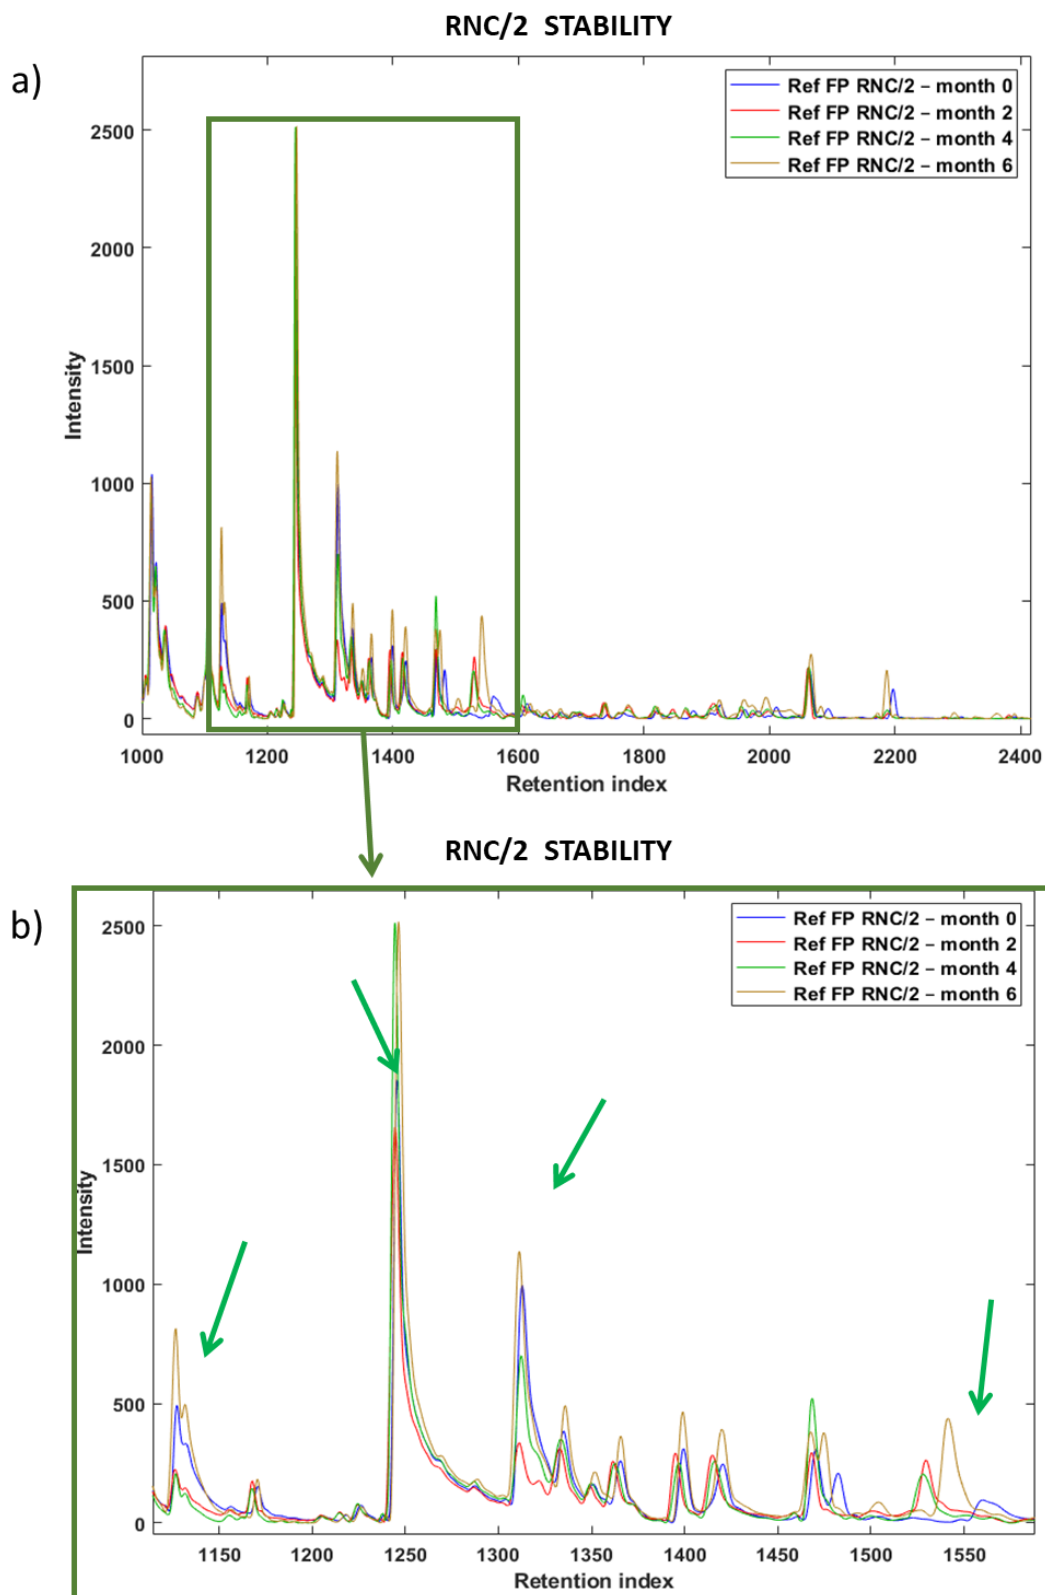 RNC/2 STABILITY
a)
Ref FP RNC/2 – month 0
Ref FP RNC/2 – month 2
Ref FP RNC/2 – month 4
Ref FP RNC/2 – month 6
2500
2000
1500
1000
500
0
Intensity
1000 1200 1400 1600 1800 2000 2200 2400
Retention index
RNC/2 STABILITY
b)
Ref FP RNC/2 – month 0
Ref FP RNC/2 – month 2
Ref FP RNC/2 – month 4
Ref FP RNC/2 – month 6
2500
2000
1500
1000
500
0
Intensity
1150 1200 1250 1300 1350 1400 1450 1500 1550
Retention index